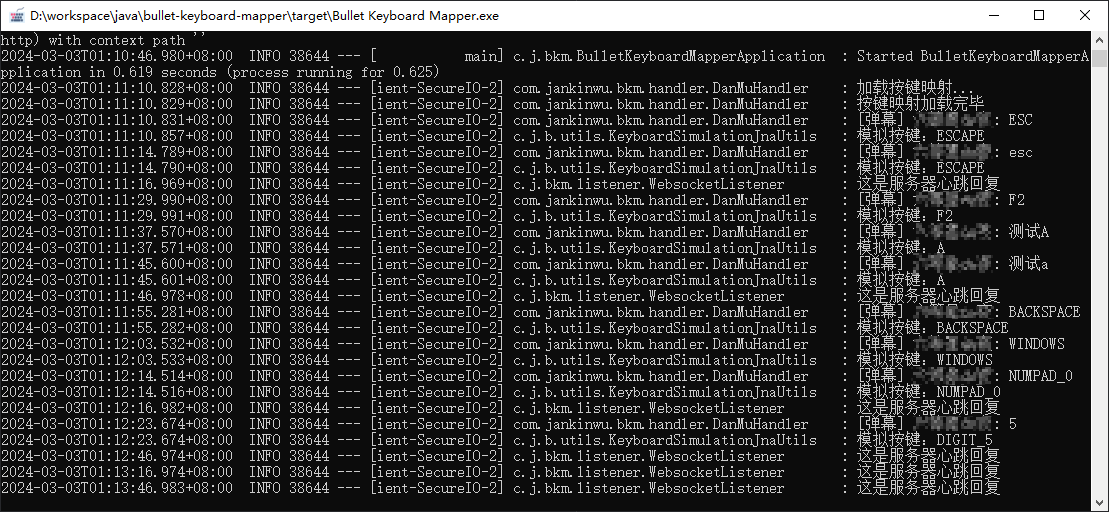 D:\workspace\java\bullet-keyboard-mapper\target\Bullet Keyboard Mapper.exe
http) with context path ''
2024-03-03T01:10:46.980+08:00  INFO 38644 --- [           main] c.j.bkm.BulletKeyboardMapperApplication  : Started BulletKeyboardMapperA
pplication in 0.619 seconds (process running for 0.625)
2024-03-03T01:11:10.828+08:00  INFO 38644 --- [ient-SecureIO-2] com.jankinwu.bkm.handler.DanMuHandler    : 加载按键映射...
2024-03-03T01:11:10.829+08:00  INFO 38644 --- [ient-SecureIO-2] com.jankinwu.bkm.handler.DanMuHandler    : 按键映射加载完毕
2024-03-03T01:11:10.831+08:00  INFO 38644 --- [ient-SecureIO-2] com.jankinwu.bkm.handler.DanMuHandler    : [弹幕] : ESC
2024-03-03T01:11:10.857+08:00  INFO 38644 --- [ient-SecureIO-2] c.j.b.utils.KeyboardSimulationJnaUtils   : 模拟按键：ESCAPE
2024-03-03T01:11:14.789+08:00  INFO 38644 --- [ient-SecureIO-2] com.jankinwu.bkm.handler.DanMuHandler    : [弹幕] : esc
2024-03-03T01:11:14.790+08:00  INFO 38644 --- [ient-SecureIO-2] c.j.b.utils.KeyboardSimulationJnaUtils   : 模拟按键：ESCAPE
2024-03-03T01:11:16.969+08:00  INFO 38644 --- [ient-SecureIO-2] c.j.bkm.listener.WebsocketListener       : 这是服务器心跳回复
2024-03-03T01:11:29.990+08:00  INFO 38644 --- [ient-SecureIO-2] com.jankinwu.bkm.handler.DanMuHandler    : [弹幕] : F2
2024-03-03T01:11:29.991+08:00  INFO 38644 --- [ient-SecureIO-2] c.j.b.utils.KeyboardSimulationJnaUtils   : 模拟按键：F2
2024-03-03T01:11:37.570+08:00  INFO 38644 --- [ient-SecureIO-2] com.jankinwu.bkm.handler.DanMuHandler    : [弹幕] : 测试A
2024-03-03T01:11:37.571+08:00  INFO 38644 --- [ient-SecureIO-2] c.j.b.utils.KeyboardSimulationJnaUtils   : 模拟按键：A
2024-03-03T01:11:45.600+08:00  INFO 38644 --- [ient-SecureIO-2] com.jankinwu.bkm.handler.DanMuHandler    : [弹幕] : 测试a
2024-03-03T01:11:45.601+08:00  INFO 38644 --- [ient-SecureIO-2] c.j.b.utils.KeyboardSimulationJnaUtils   : 模拟按键：A
2024-03-03T01:11:46.978+08:00  INFO 38644 --- [ient-SecureIO-2] c.j.bkm.listener.WebsocketListener       : 这是服务器心跳回复
2024-03-03T01:11:55.281+08:00  INFO 38644 --- [ient-SecureIO-2] com.jankinwu.bkm.handler.DanMuHandler    : [弹幕] : BACKSPACE
2024-03-03T01:11:55.282+08:00  INFO 38644 --- [ient-SecureIO-2] c.j.b.utils.KeyboardSimulationJnaUtils   : 模拟按键：BACKSPACE
2024-03-03T01:12:03.532+08:00  INFO 38644 --- [ient-SecureIO-2] com.jankinwu.bkm.handler.DanMuHandler    : [弹幕] : WINDOWS
2024-03-03T01:12:03.533+08:00  INFO 38644 --- [ient-SecureIO-2] c.j.b.utils.KeyboardSimulationJnaUtils   : 模拟按键：WINDOWS
2024-03-03T01:12:14.514+08:00  INFO 38644 --- [ient-SecureIO-2] com.jankinwu.bkm.handler.DanMuHandler    : [弹幕] : NUMPAD_0
2024-03-03T01:12:14.516+08:00  INFO 38644 --- [ient-SecureIO-2] c.j.b.utils.KeyboardSimulationJnaUtils   : 模拟按键：NUMPAD_0
2024-03-03T01:12:16.982+08:00  INFO 38644 --- [ient-SecureIO-2] c.j.bkm.listener.WebsocketListener       : 这是服务器心跳回复
2024-03-03T01:12:23.674+08:00  INFO 38644 --- [ient-SecureIO-2] com.jankinwu.bkm.handler.DanMuHandler    : [弹幕] : 5
2024-03-03T01:12:23.674+08:00  INFO 38644 --- [ient-SecureIO-2] c.j.b.utils.KeyboardSimulationJnaUtils   : 模拟按键：DIGIT_5
2024-03-03T01:12:46.974+08:00  INFO 38644 --- [ient-SecureIO-2] c.j.bkm.listener.WebsocketListener       : 这是服务器心跳回复
2024-03-03T01:13:16.974+08:00  INFO 38644 --- [ient-SecureIO-2] c.j.bkm.listener.WebsocketListener       : 这是服务器心跳回复
2024-03-03T01:13:46.983+08:00  INFO 38644 --- [ient-SecureIO-2] c.j.bkm.listener.WebsocketListener       : 这是服务器心跳回复